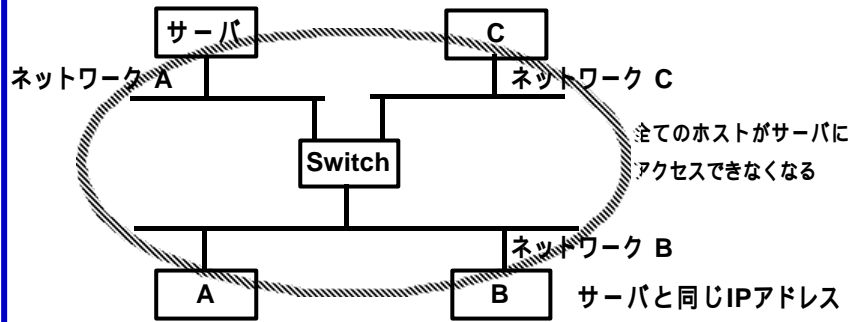 サーバ
C
ネットワーク A
ネットワーク C
全てのホストがサーバに
アクセスできなくなる
Switch
ネットワーク B
A
B
サーバと同じIPアドレス